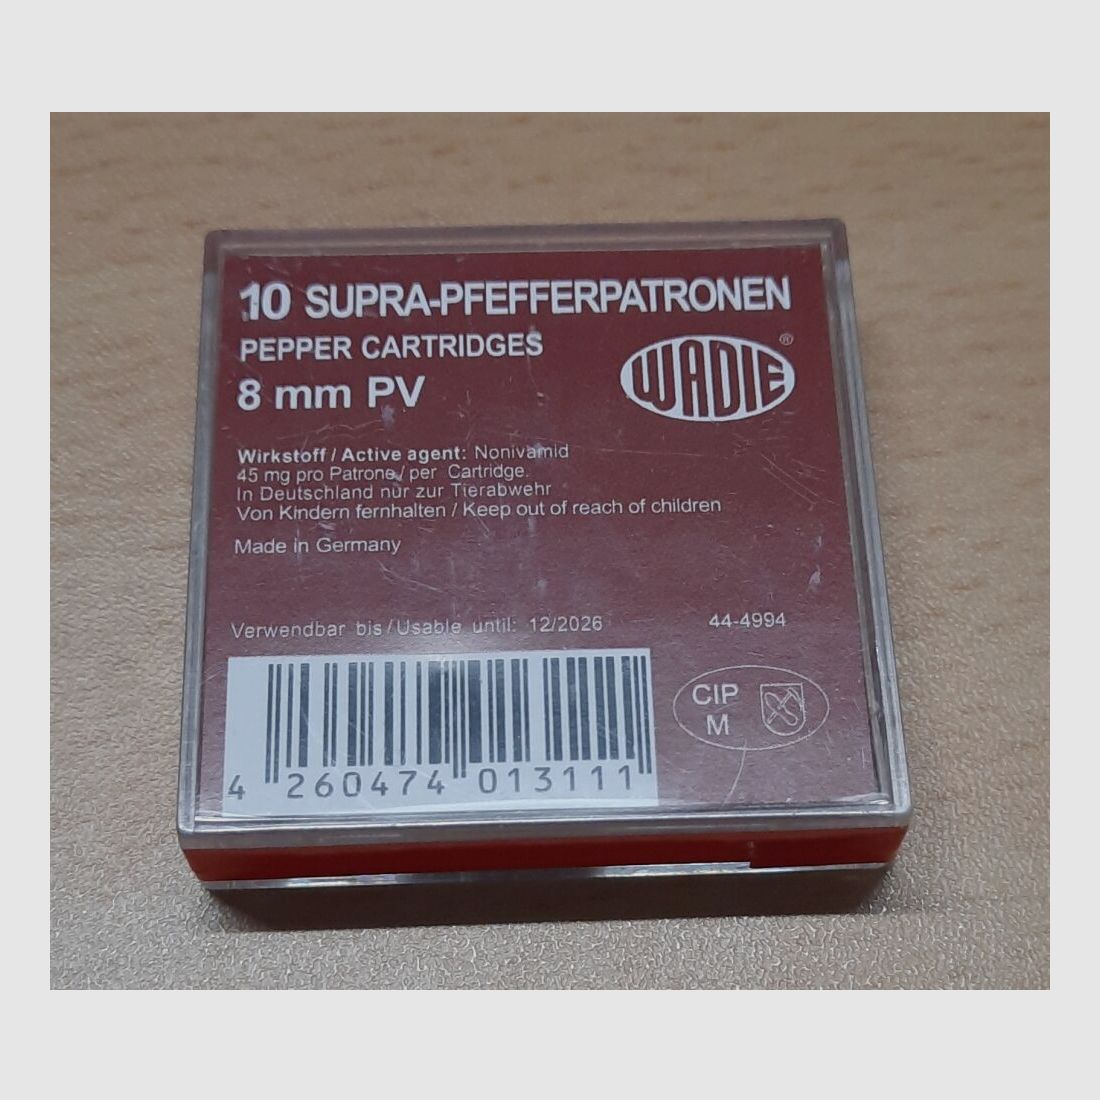 10 SUPRA-PFEFFERPATRONEN
PEPPER CARTRIDGES
8 mm PV
WADIE ®
Wirkstoff / Active agent: Nonivamid
45 mg pro Patrone / per Cartridge.
In Deutschland nur zur Tierabwehr
Von Kindern fernhalten / Keep out of reach of children
Made in Germany
Verwendbar bis / Usable until: 12/2026
44-4994
CIP
M
4 260474 013111